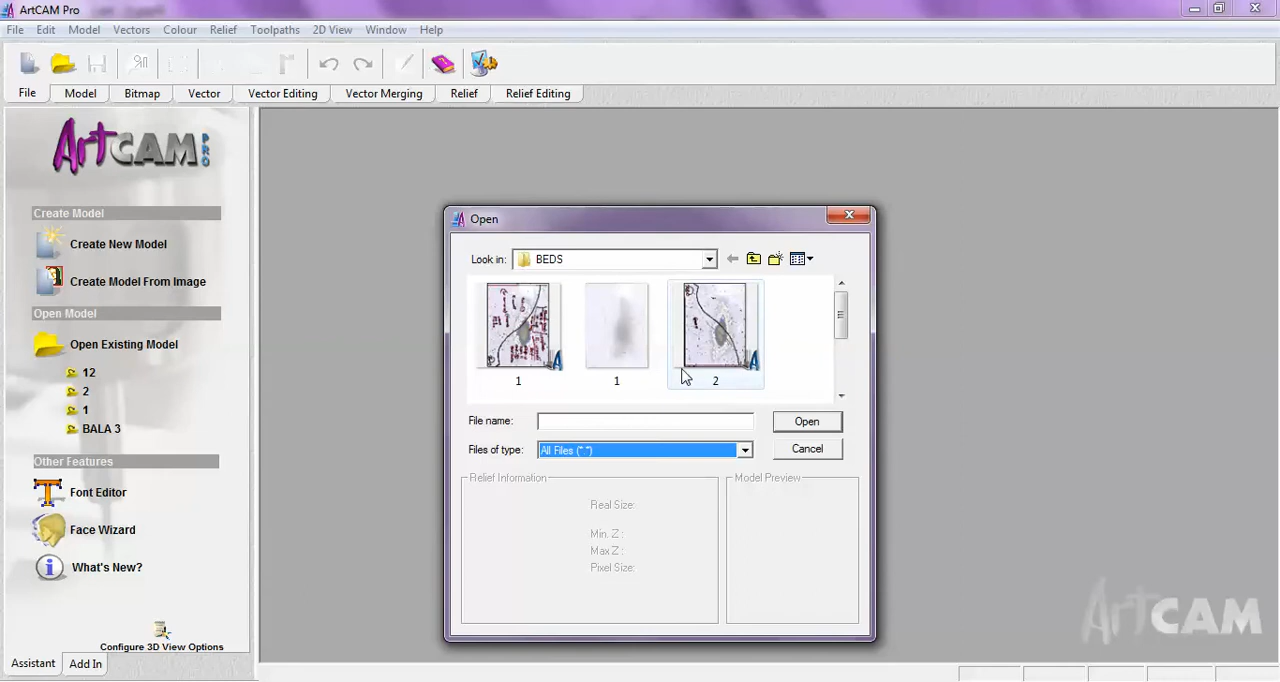 ArtCAM Pro
File Edit Model Vectors Colour Relief Toolpaths 2D View Window Help
File Model Bitmap Vector Vector Editing Vector Merging Relief Relief Editing
ArtCAM PRO
Create Model
Create New Model
Create Model From Image
Open Model
Open Existing Model
12
2
1
BALA 3
Other Features
Font Editor
Face Wizard
What's New?
Configure 3D View Options
Assistant Add In
Open
Look in: BEDS
1 1 2
File name: Open
Files of type: All Files (*.*) Cancel
Relief Information Model Preview
Real Size:
Min. Z :
Max Z :
Pixel Size:
ArtCAM